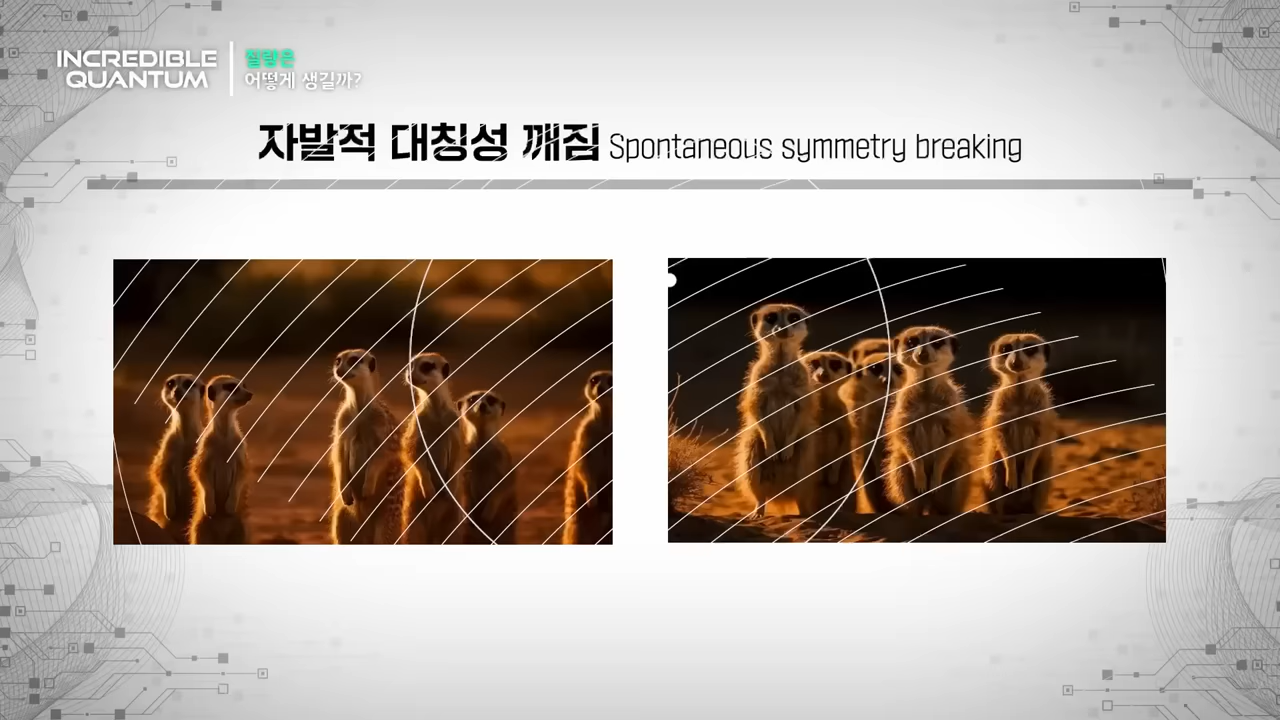 INCREDIBLE
QUANTUM
질량은
어떻게 생길까?
자발적 대칭성 깨짐 Spontaneous symmetry breaking